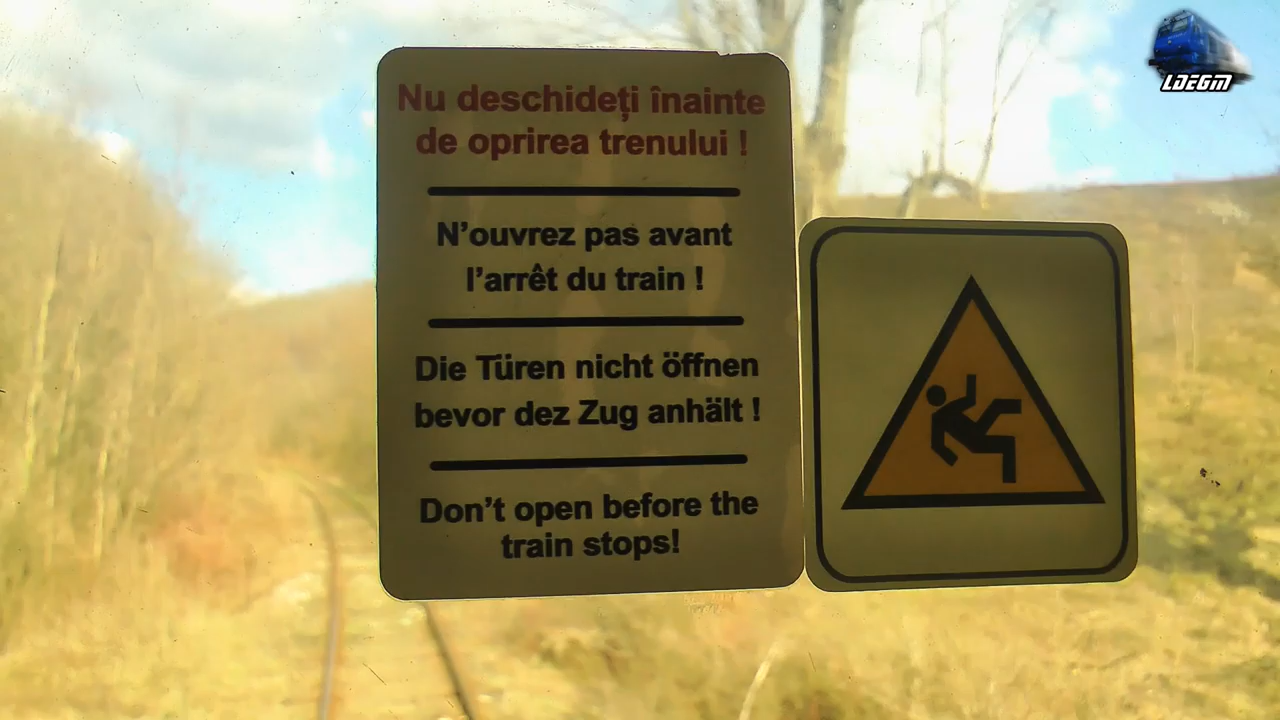 Nu deschideți înainte
de oprirea trenului !
N'ouvrez pas avant
l'arrêt du train !
Die Türen nicht öffnen
bevor dez Zug anhält !
Don't open before the
train stops!
LDEGM